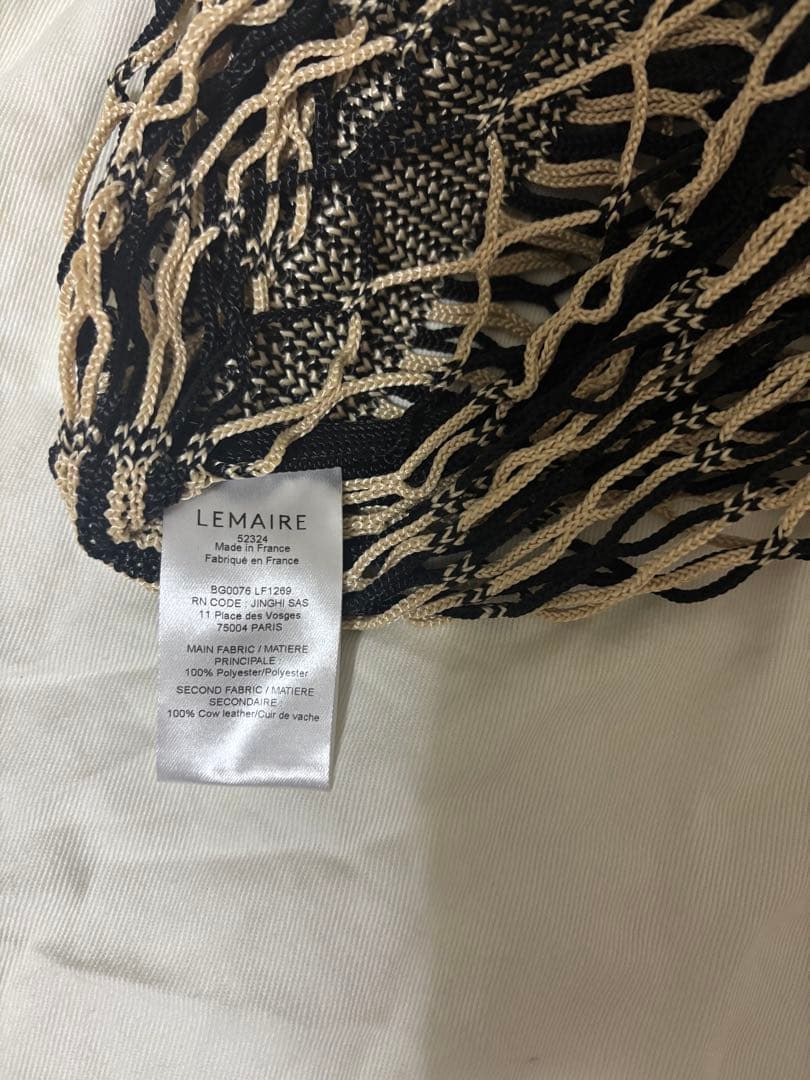 LEMAIRE
52324
Made in France
Fabriqué en France
BG0076 LF1269
RN CODE : JINGHI SAS
11 Place des Vosges
75004 PARIS
MAIN FABRIC / MATIERE
PRINCIPALE :
100% Polyester/Polyester
SECOND FABRIC / MATIERE
SECONDAIRE :
100% Cow leather/Cuir de vache